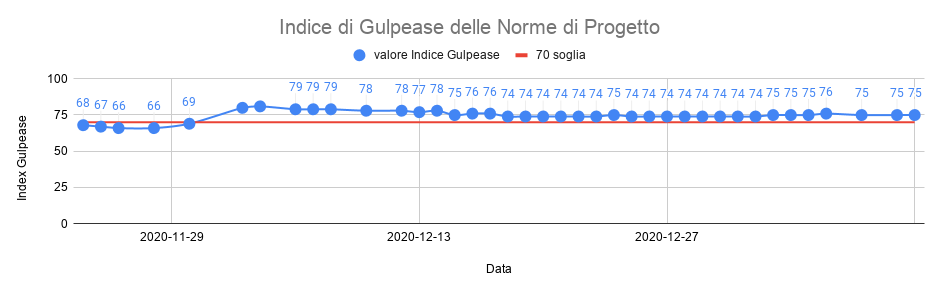 Indice di Gulpease delle Norme di Progetto
valore Indice Gulpease 70 soglia
100
75
50
25
0
Index Gulpease
68 67 66 66 69 79 79 79 78 78 77 78 75 76 76 74 74 74 74 74 74 75 74 74 74 74 74 74 74 74 75 75 75 76 75 75 75
2020-11-29 2020-12-13 2020-12-27
Data